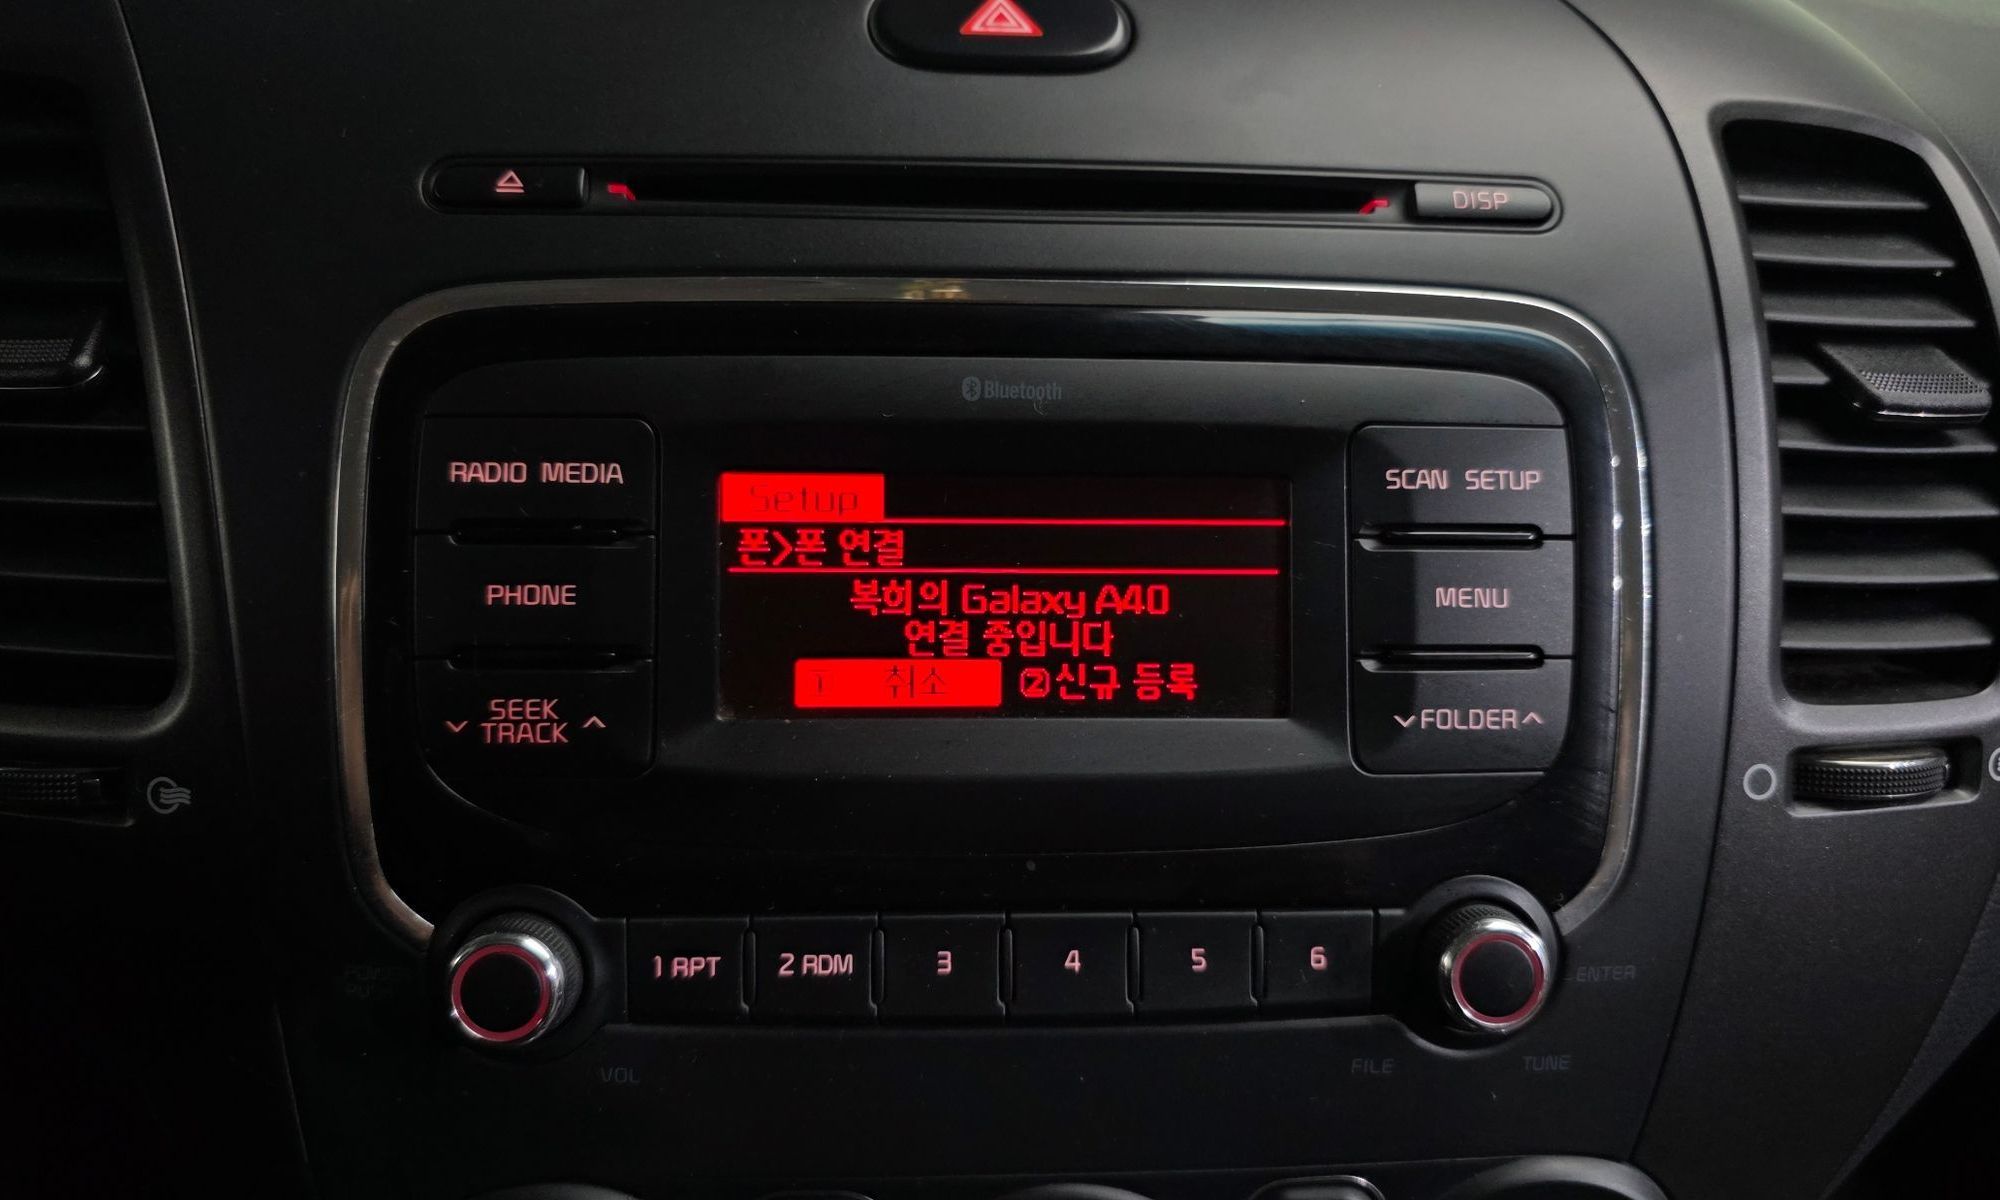 DISP
Bluetooth
RADIO MEDIA
SCAN SETUP
Setup
폰>폰 연결
PHONE
복희의 Galaxy A40
MENU
연결 중입니다
① 취소 ②신규 등록
SEEK
TRACK
FOLDER
1 RPT 2 RDM 3 4 5 6
ENTER
VOL
FILE
TUNE